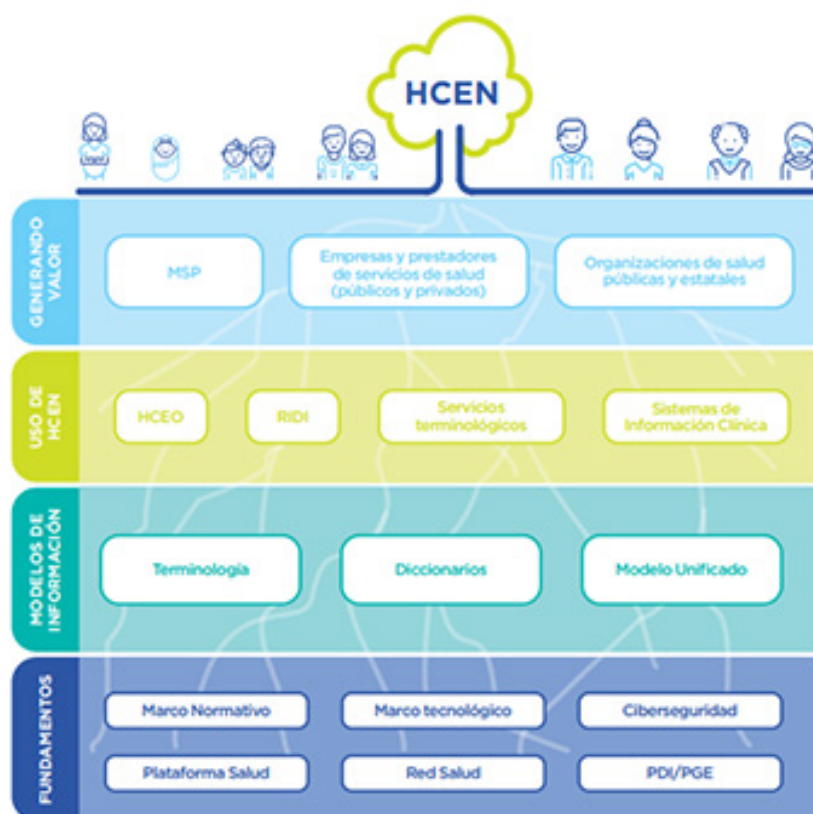 HCEN
GENERANDO
VALOR
MSP
Empresas y prestadores
de servicios de salud
(públicos y privados)
Organizaciones de salud
públicas y estatales
USO DE
HCEN
HCEO
RIDI
Servicios
terminológicos
Sistemas de
Información Clínica
MODELOS DE
INFORMACIÓN
Terminología
Diccionarios
Modelo Unificado
FUNDAMENTOS
Marco Normativo
Marco tecnológico
Ciberseguridad
Plataforma Salud
Red Salud
PDI/PGE